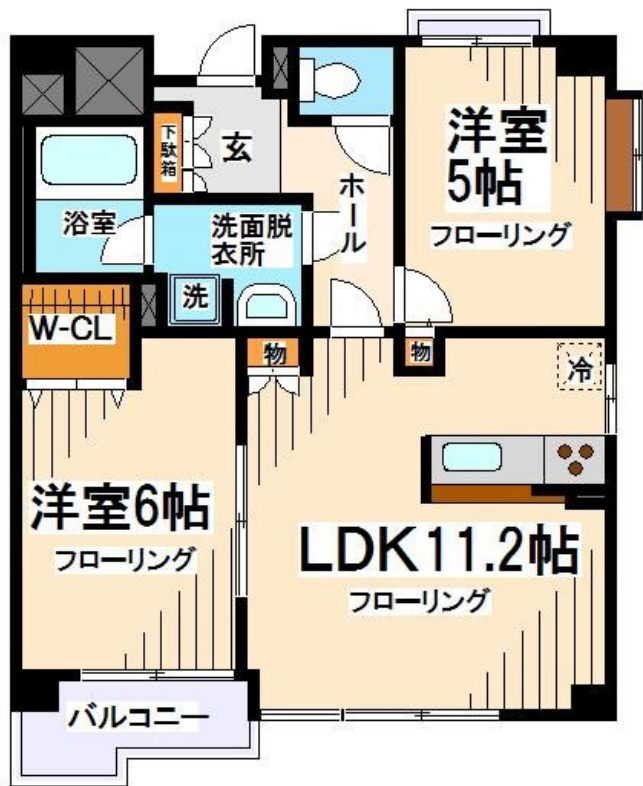 洋室
5帖
フローリング
下駄箱
玄
ホール
浴室
洗面脱
衣所
洗
W-CL
物
物
冷
洋室6帖
フローリング
LDK11.2帖
フローリング
バルコニー